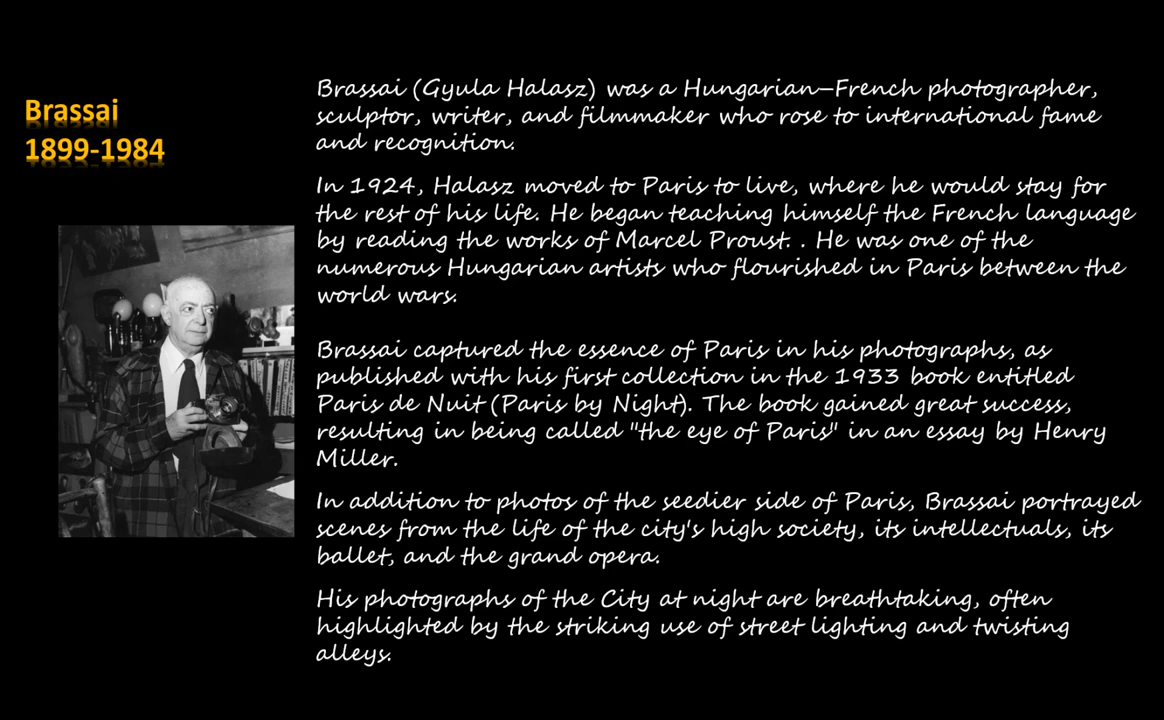 Brassai
1899-1984
Brassai (Gyula Halasz) was a Hungarian–French photographer,
sculptor, writer, and filmmaker who rose to international fame
and recognition.
In 1924, Halasz moved to Paris to live, where he would stay for
the rest of his life. He began teaching himself the French language
by reading the works of Marcel Proust. . He was one of the
numerous Hungarian artists who flourished in Paris between the
world wars.
Brassai captured the essence of Paris in his photographs, as
published with his first collection in the 1933 book entitled
Paris de Nuit (Paris by Night). The book gained great success,
resulting in being called "the eye of Paris" in an essay by Henry
Miller.
In addition to photos of the seedier side of Paris, Brassai portrayed
scenes from the life of the city's high society, its intellectuals, its
ballet, and the grand opera.
His photographs of the City at night are breathtaking, often
highlighted by the striking use of street lighting and twisting
alleys.